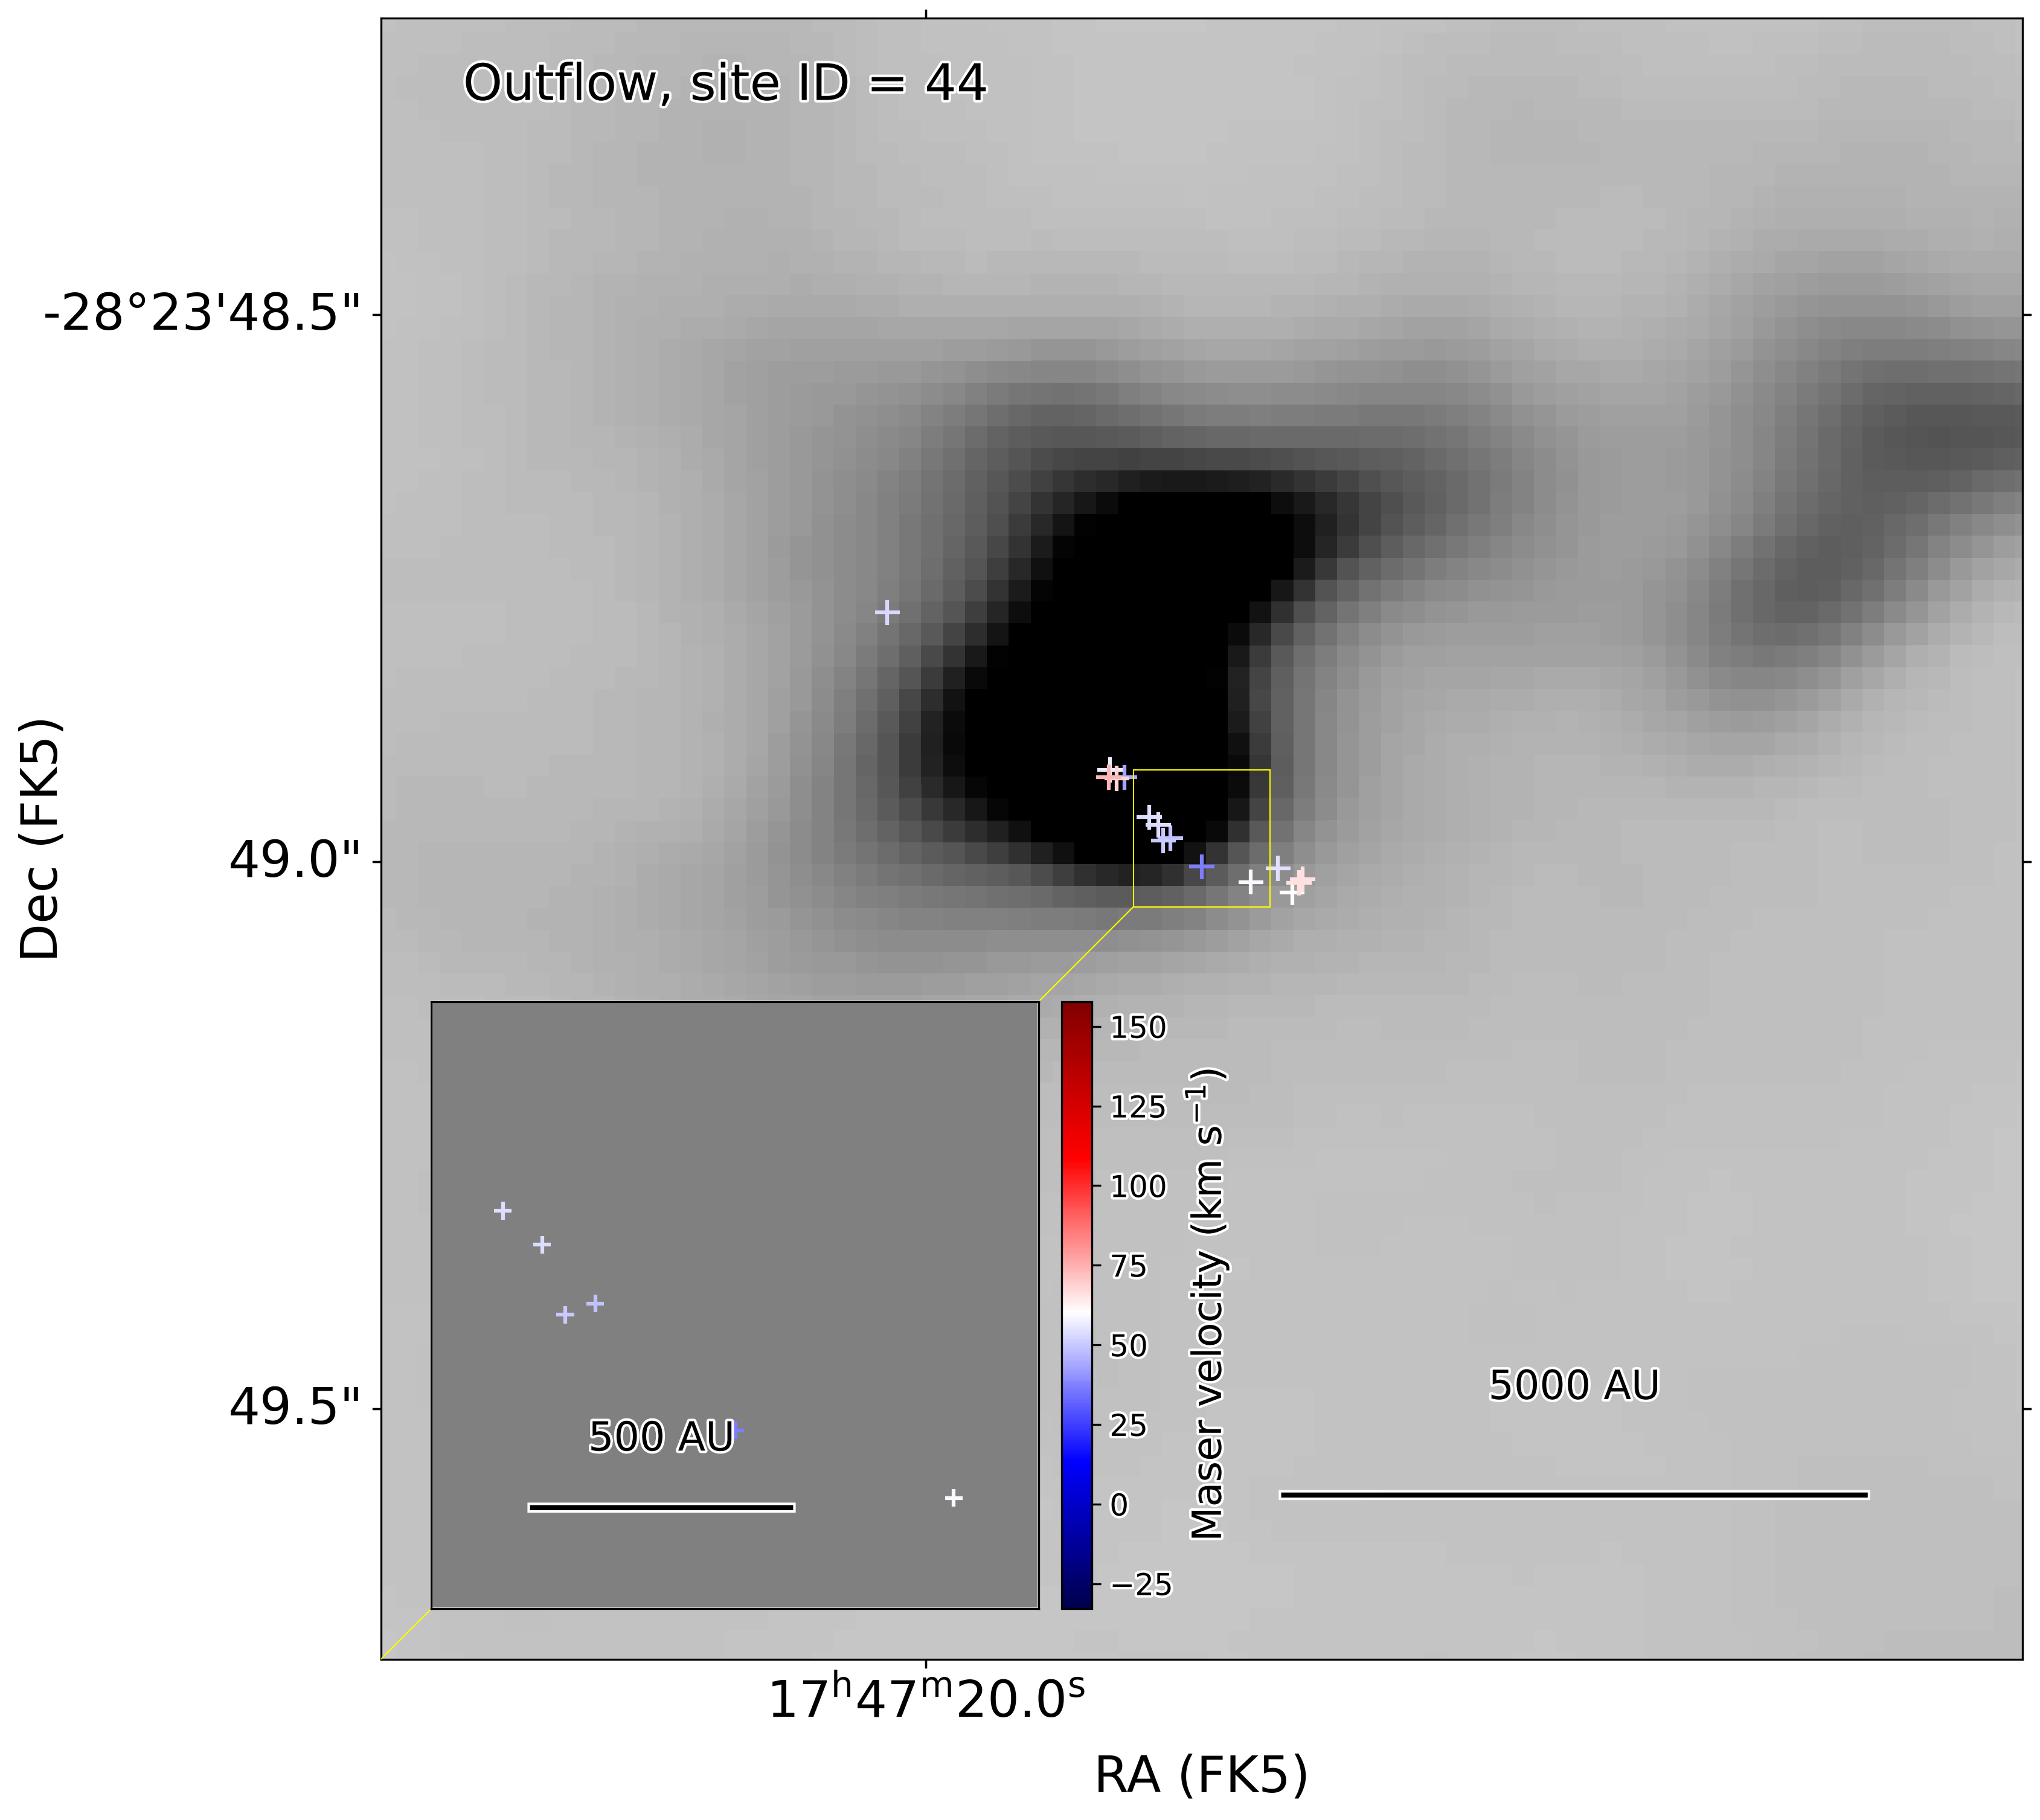 Outflow, site ID = 44
-28°23'48.5"
49.0"
49.5"
Dec (FK5)
500 AU
150
125
100
75
50
25
0
−25
Maser velocity (km s⁻¹)
5000 AU
17ʰ47ᵐ20.0ˢ
RA (FK5)